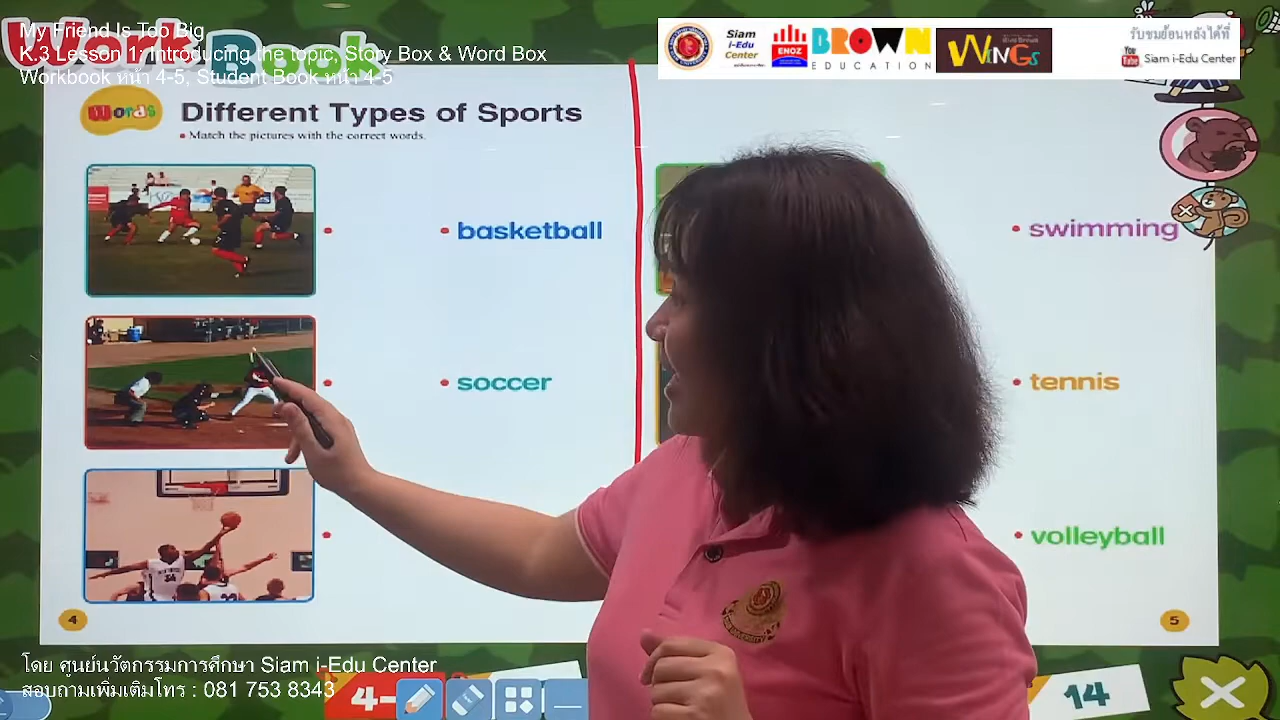 My Friend Is Too Big
K.3 Lesson 1: Introducing the topic, Story Box & Word Box
Workbook หน้า 4-5, Student Book หน้า 4-5
Siam
i-Edu
Center
ENOZ
BROWN
EDUCATION
WINGS
รับชมย้อนหลังได้ที่
You Tube Siam i-Edu Center
Words Different Types of Sports
Match the pictures with the correct words.
basketball
swimming
soccer
tennis
volleyball
4
5
โดย ศูนย์นวัตกรรมการศึกษา Siam i-Edu Center
สอบถามเพิ่มเติมโทร : 081 753 8343
4-
14